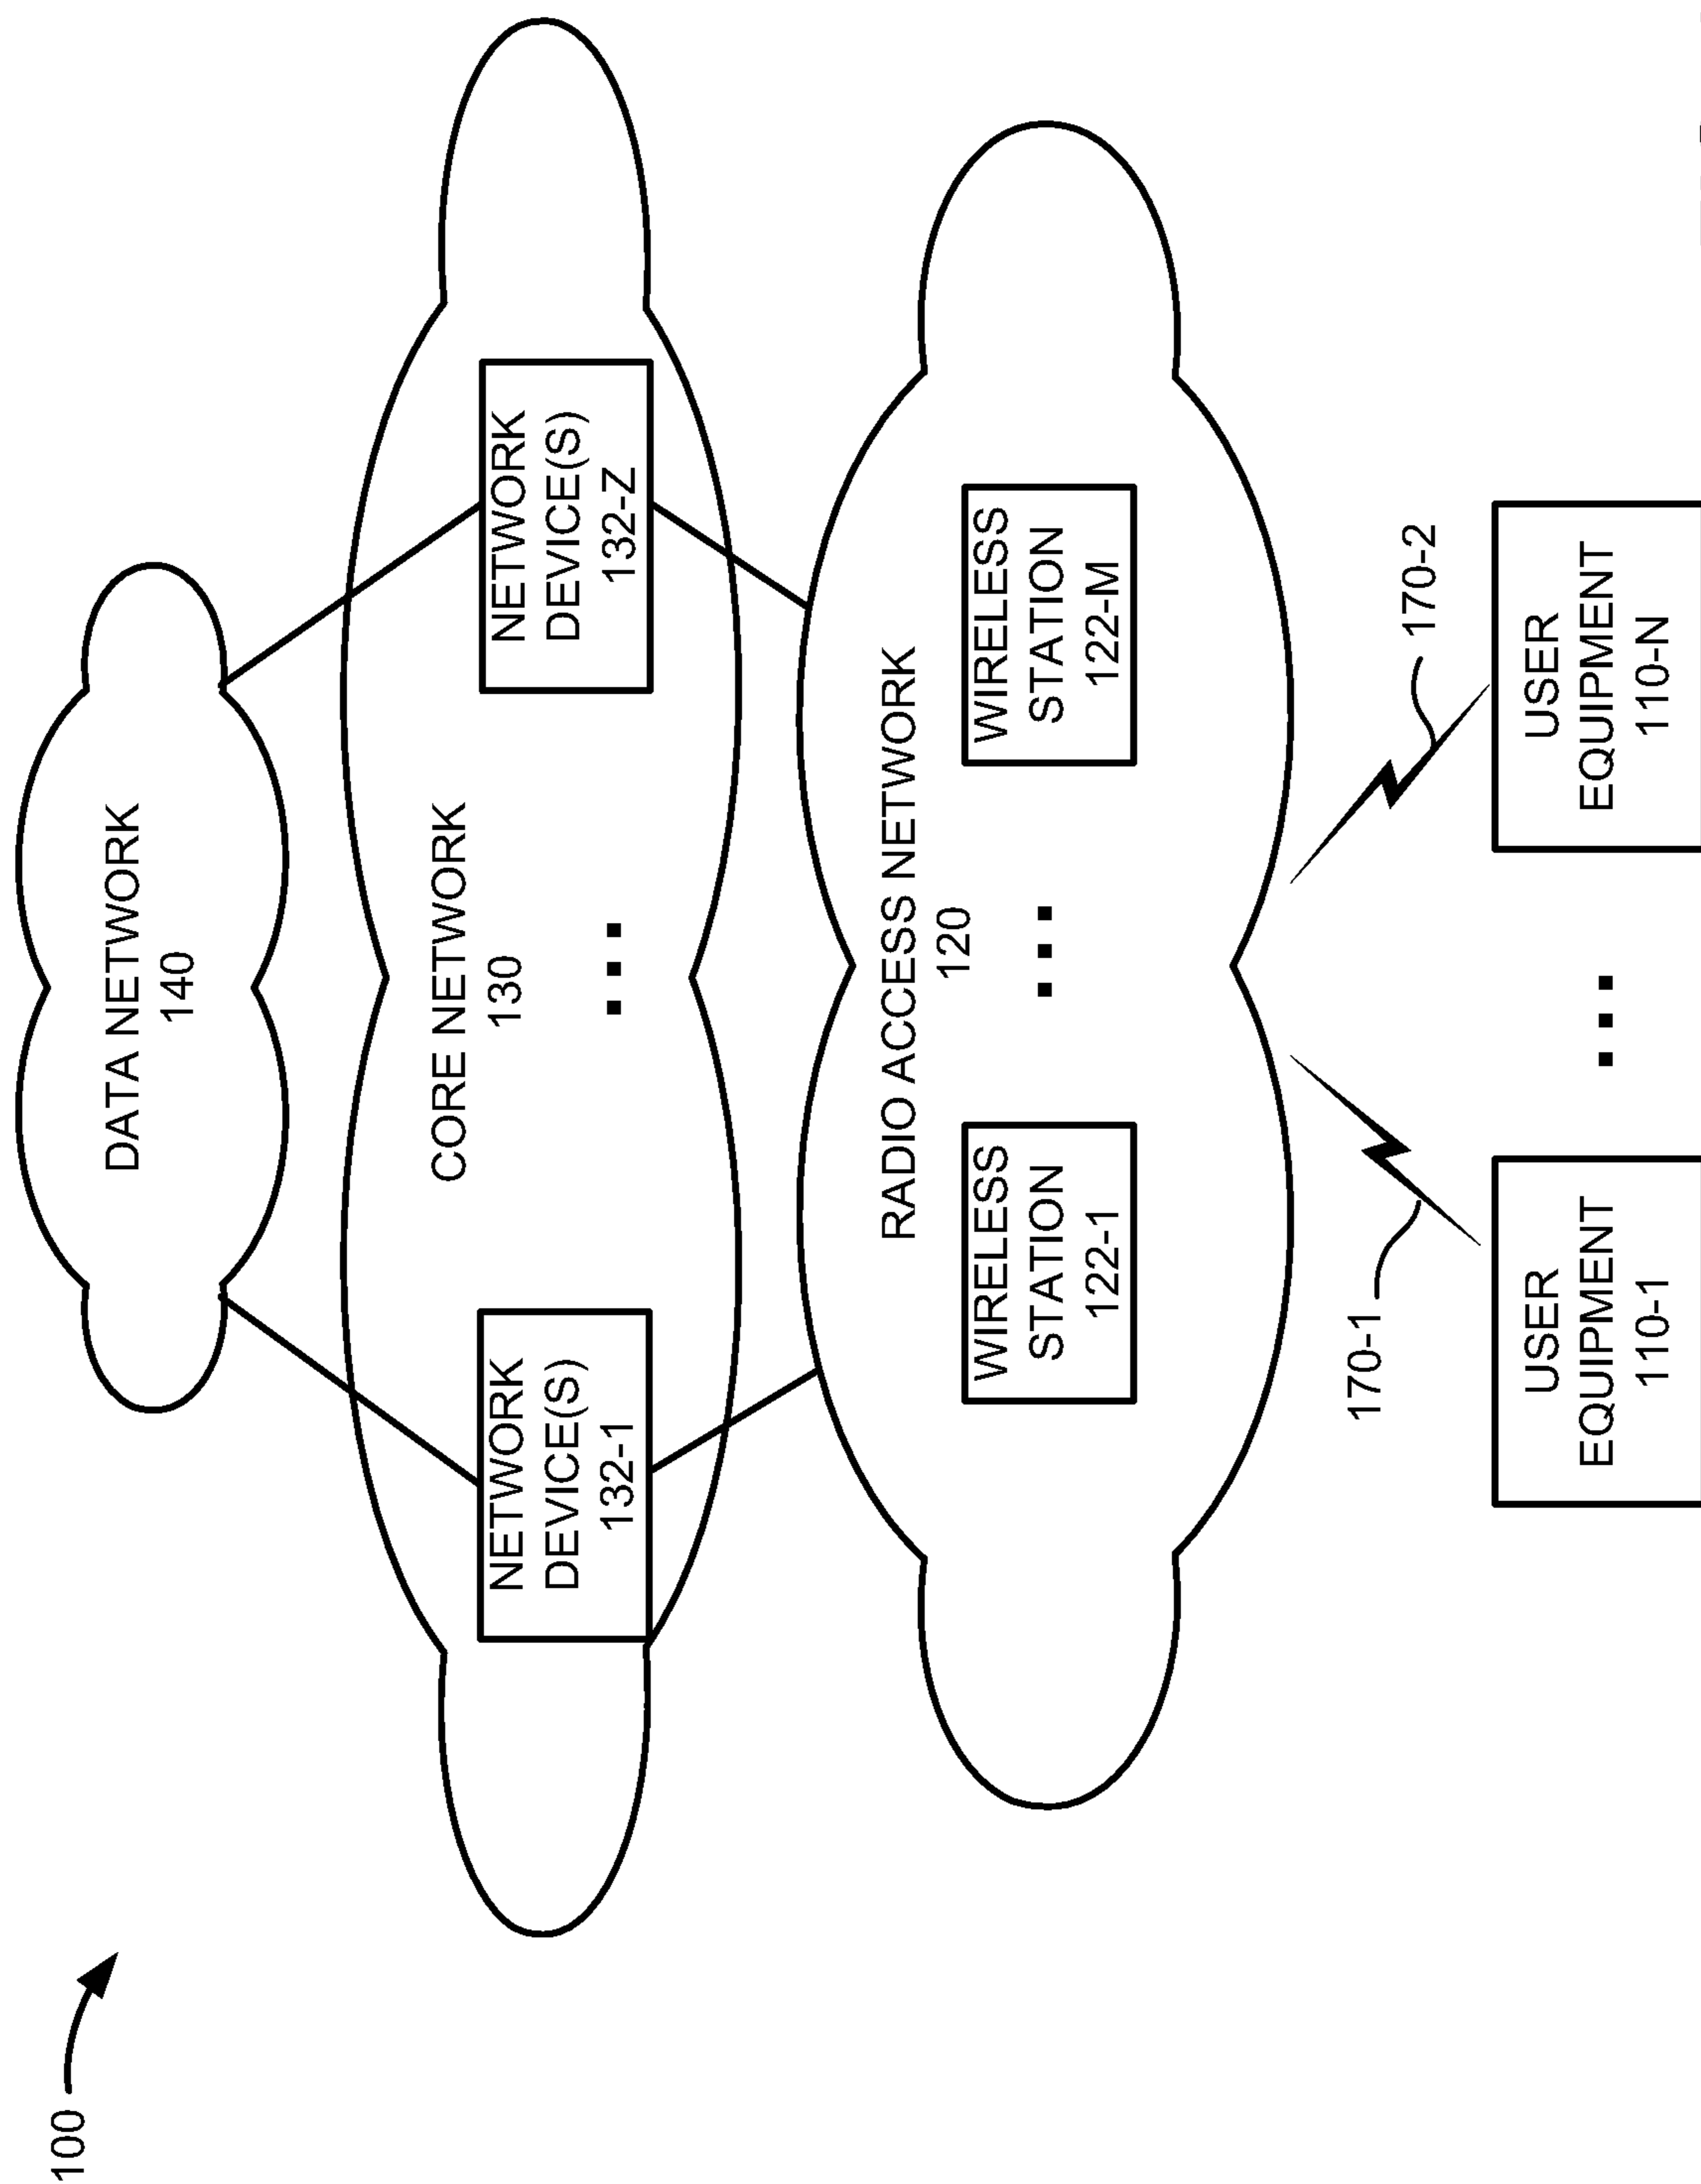 100
DATA NETWORK
140
CORE NETWORK
130
NETWORK
DEVICE(S)
132-1
NETWORK
DEVICE(S)
132-Z
RADIO ACCESS NETWORK
120
WIRELESS
STATION
122-1
WIRELESS
STATION
122-M
170-1
170-2
USER
EQUIPMENT
110-1
USER
EQUIPMENT
110-N